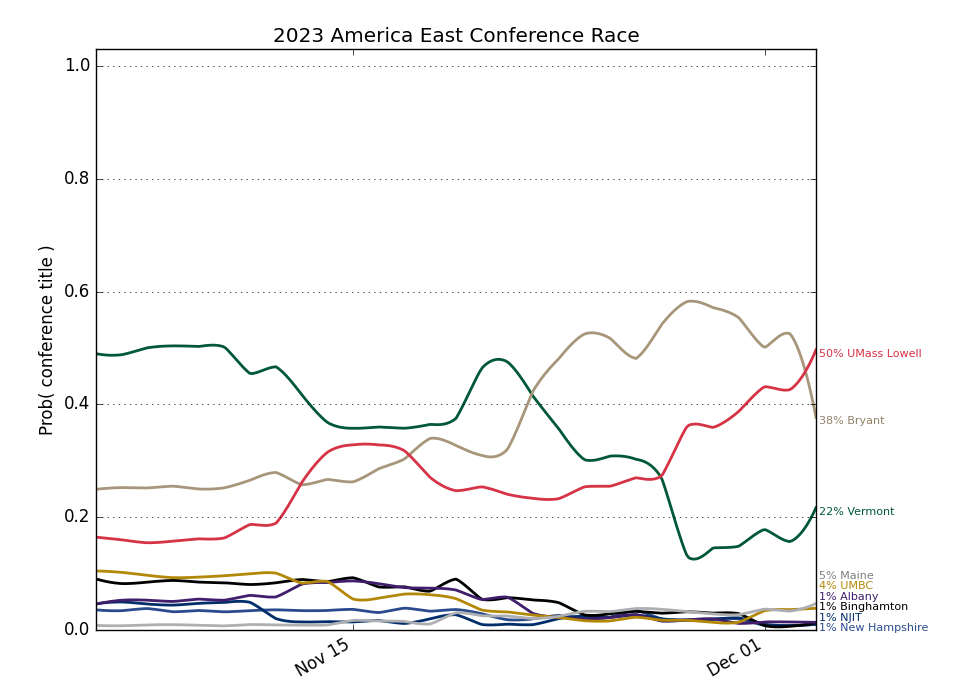 2023 America East Conference Race
Prob( conference title )
1.0
0.8
0.6
0.4
0.2
0.0
Nov 15
Dec 01
50% UMass Lowell
38% Bryant
22% Vermont
5% Maine
4% UMBC
1% Albany
1% Binghamton
1% NJIT
1% New Hampshire